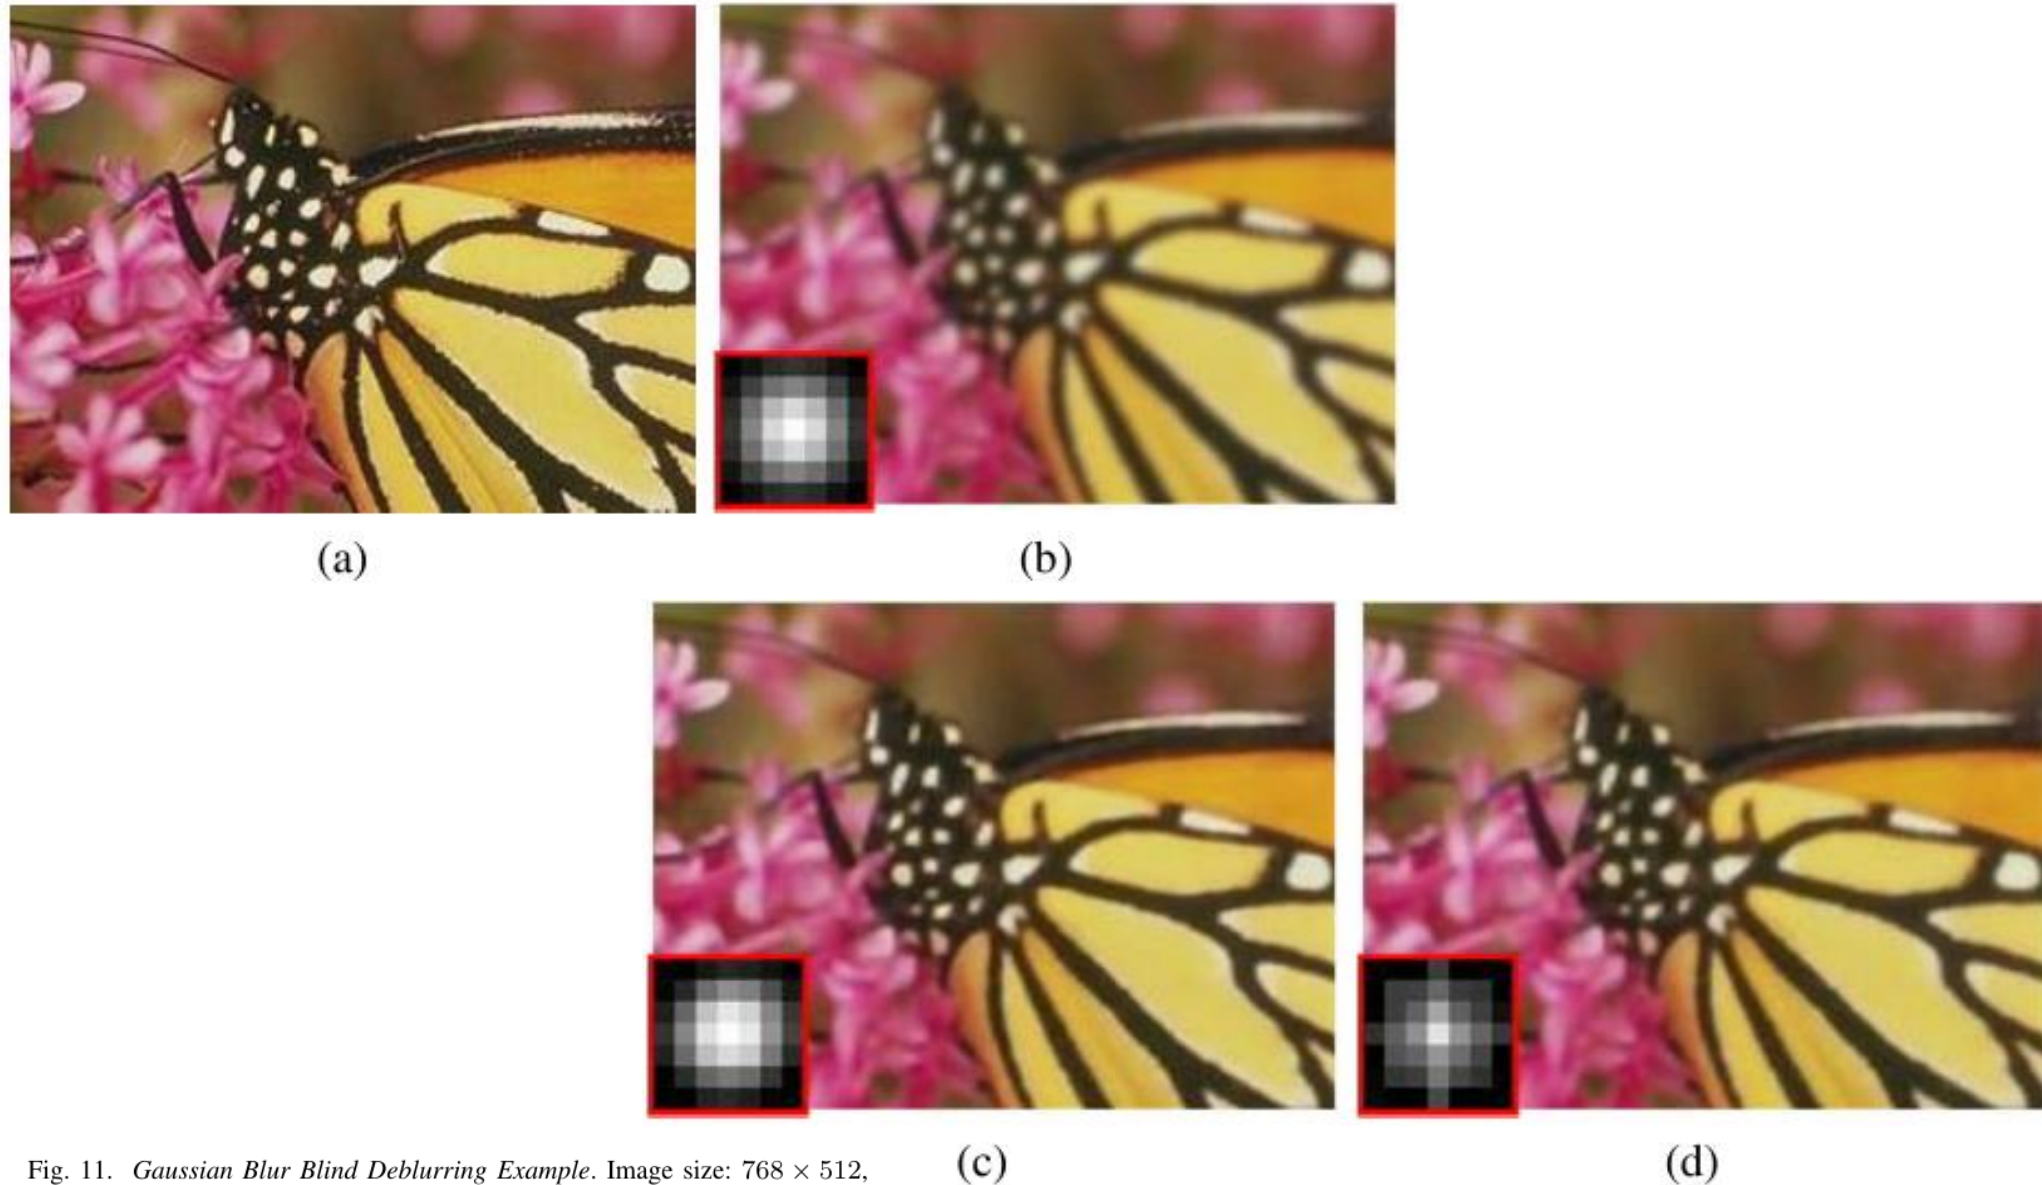 (a)
(b)
(c)
(d)
Fig. 11. Gaussian Blur Blind Deblurring Example. Image size: 768 × 512,